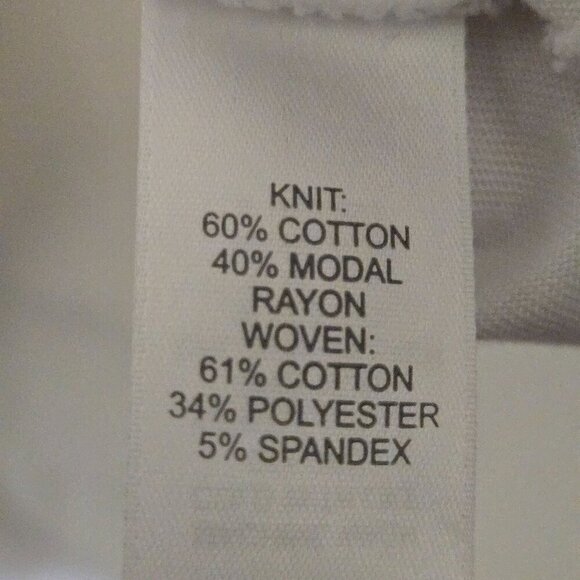 KNIT:
60% COTTON
40% MODAL
RAYON
WOVEN:
61% COTTON
34% POLYESTER
5% SPANDEX